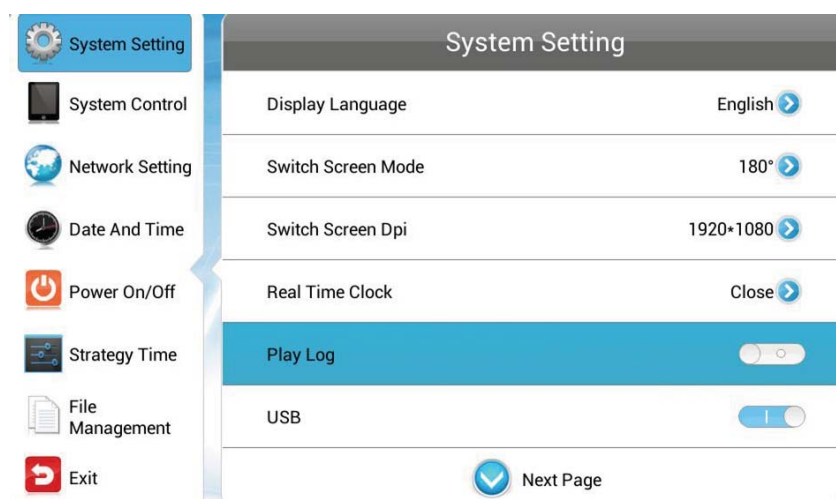 System Setting
System Control
Network Setting
Date And Time
Power On/Off
Strategy Time
File
Management
Exit
System Setting
Display Language English
Switch Screen Mode 180°
Switch Screen Dpi 1920*1080
Real Time Clock Close
Play Log
USB
Next Page